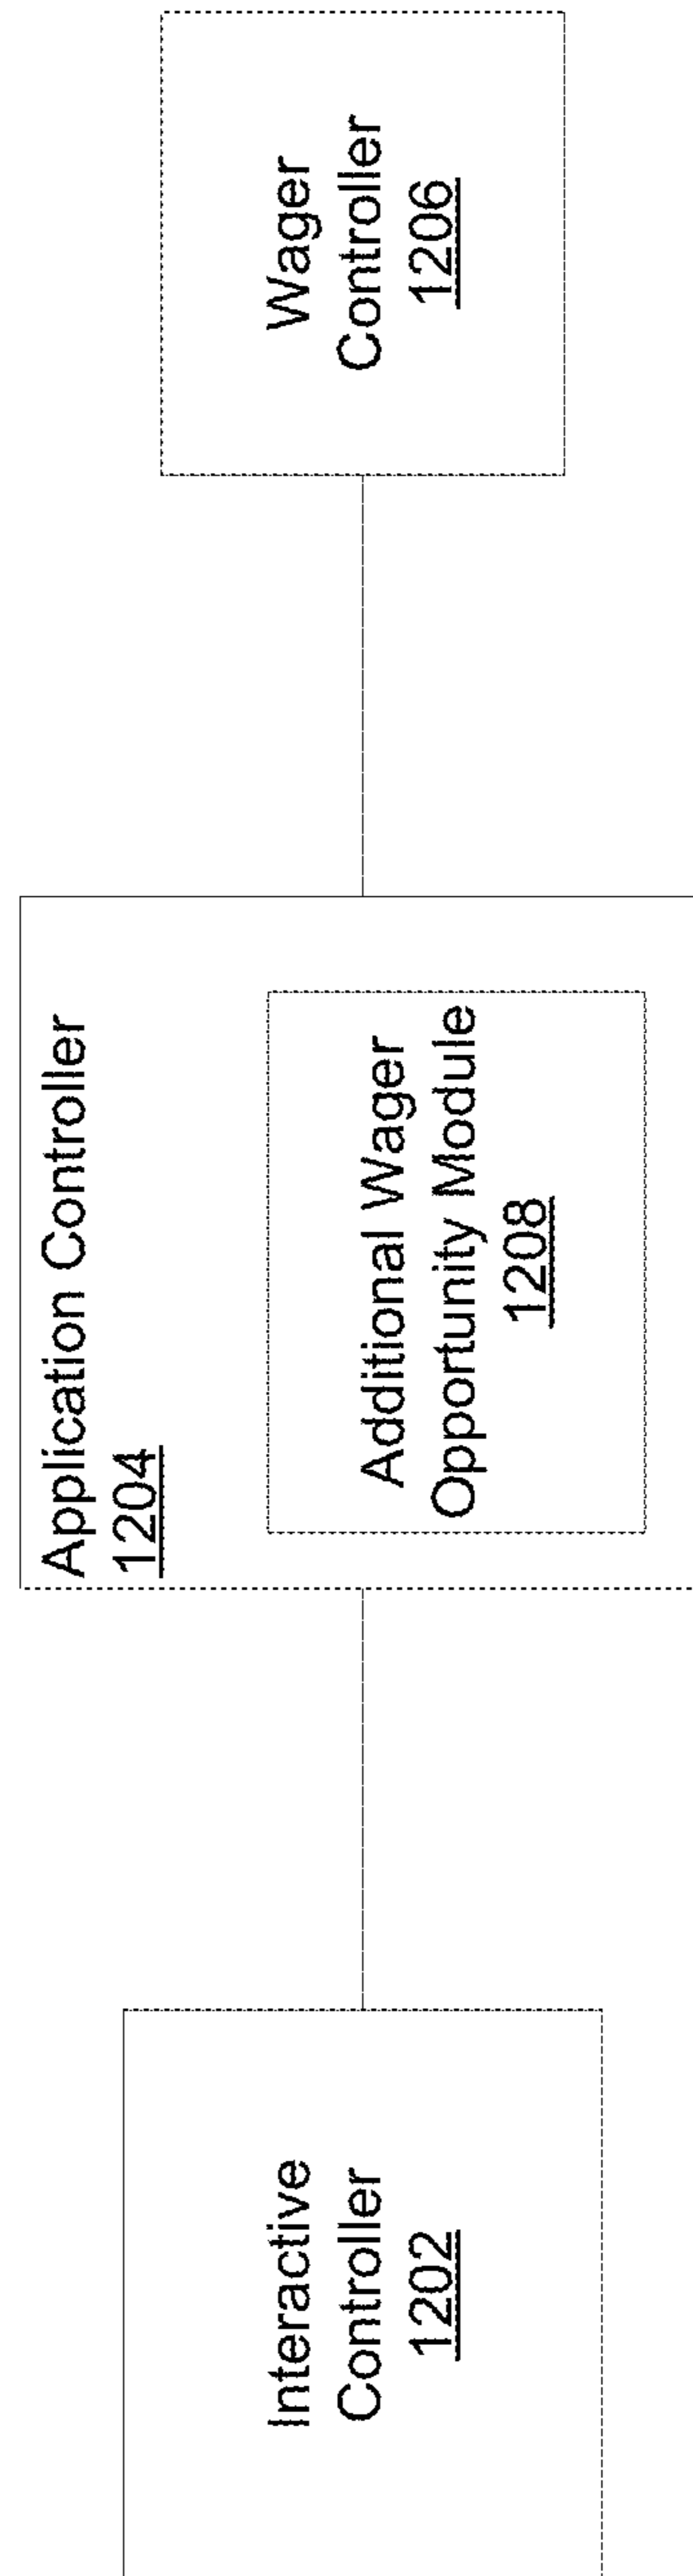 Interactive
Controller
1202
Application Controller
1204
Additional Wager
Opportunity Module
1208
Wager
Controller
1206